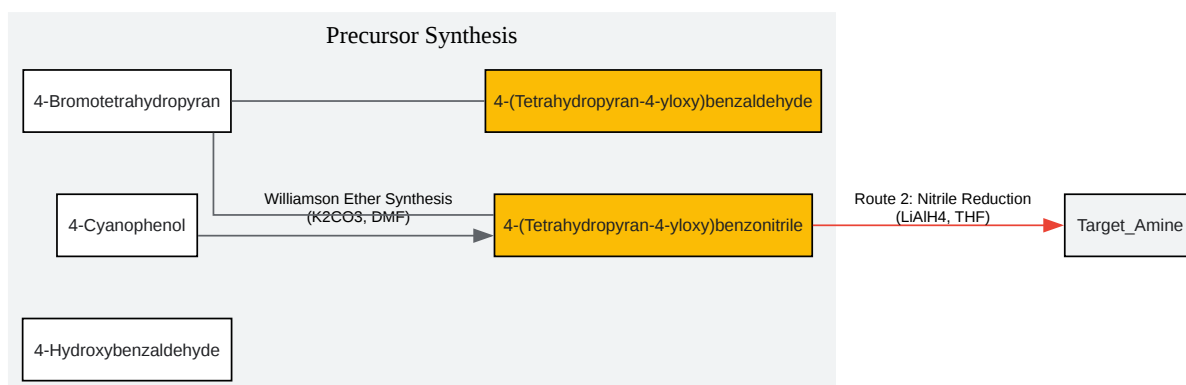 Precursor Synthesis
4-Bromotetrahydropyran
4-(Tetrahydropyran-4-yloxy)benzaldehyde
Williamson Ether Synthesis
(K2CO3, DMF)
4-Cyanophenol
4-(Tetrahydropyran-4-yloxy)benzonitrile
Route 2: Nitrile Reduction
(LiAlH4, THF)
Target_Amine
4-Hydroxybenzaldehyde